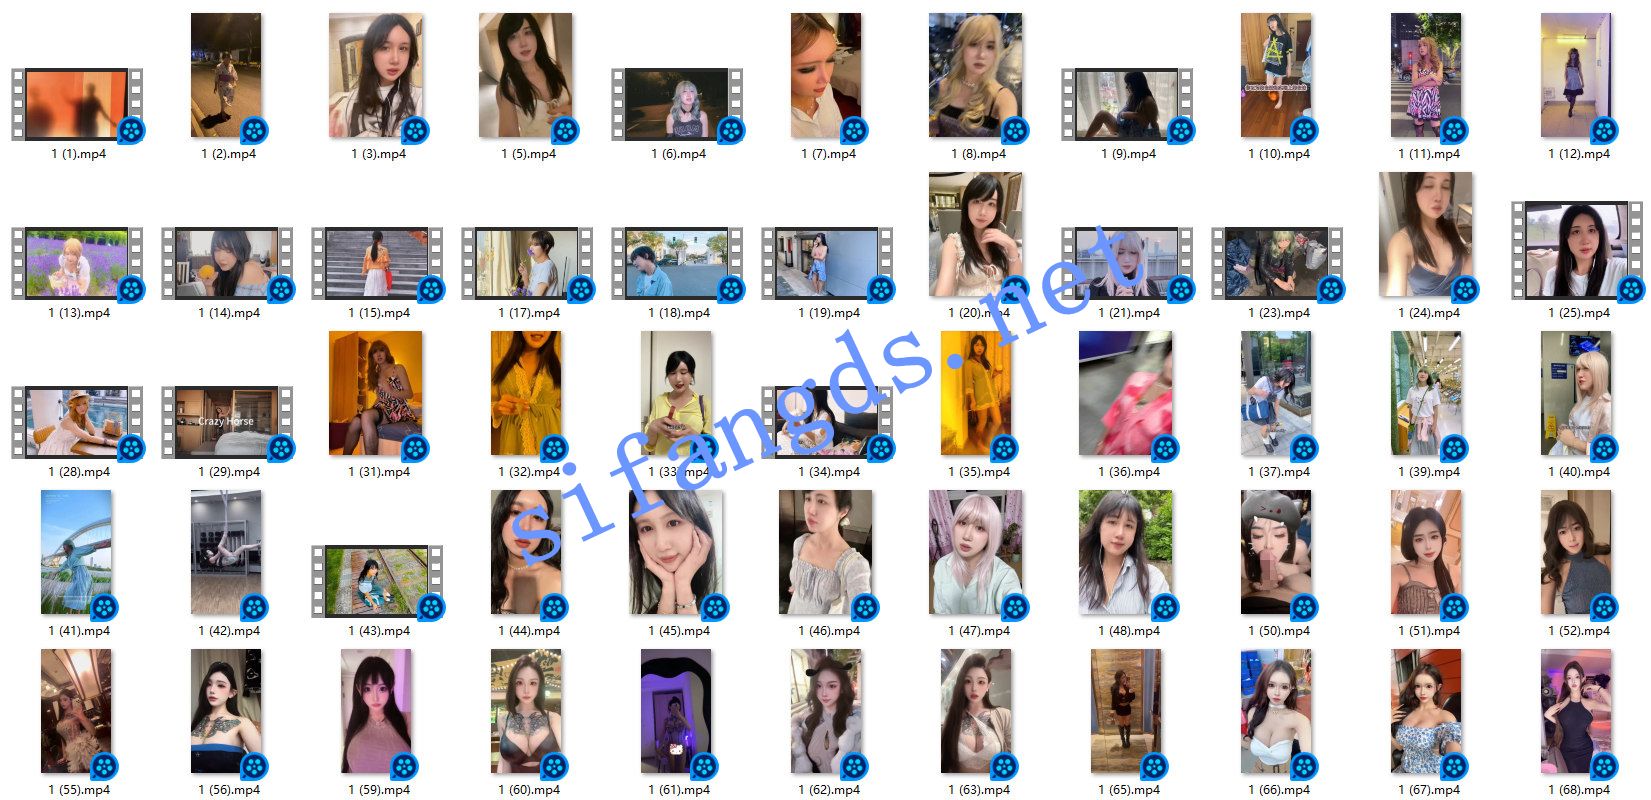 1 (1).mp4
1 (2).mp4
1 (3).mp4
1 (5).mp4
1 (6).mp4
1 (7).mp4
1 (8).mp4
1 (9).mp4
1 (10).mp4
1 (11).mp4
1 (12).mp4
1 (13).mp4
1 (14).mp4
1 (15).mp4
1 (17).mp4
1 (18).mp4
1 (19).mp4
1 (20).mp4
1 (21).mp4
1 (23).mp4
1 (24).mp4
1 (25).mp4
sifangds.net
1 (28).mp4
Crazy Horse
1 (29).mp4
1 (31).mp4
1 (32).mp4
1 (33).mp4
1 (34).mp4
1 (35).mp4
1 (36).mp4
1 (37).mp4
1 (39).mp4
1 (40).mp4
1 (41).mp4
1 (42).mp4
1 (43).mp4
1 (44).mp4
1 (45).mp4
1 (46).mp4
1 (47).mp4
1 (48).mp4
1 (50).mp4
1 (51).mp4
1 (52).mp4
1 (55).mp4
1 (56).mp4
1 (59).mp4
1 (60).mp4
1 (61).mp4
1 (62).mp4
1 (63).mp4
1 (65).mp4
1 (66).mp4
1 (67).mp4
1 (68).mp4